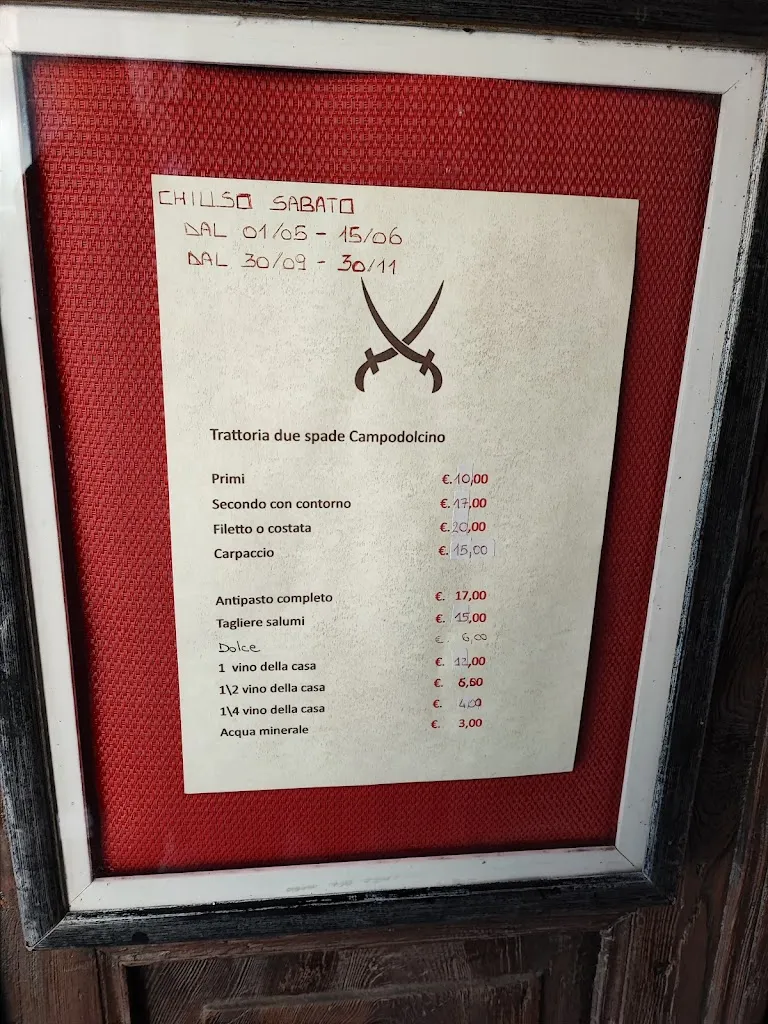 CHIUSO SABATO
DAL 01/05 - 15/06
DAL 30/09 - 30/11
Trattoria due spade Campodolcino
Primi €. 10,00
Secondo con contorno €. 17,00
Filetto o costata €. 20,00
Carpaccio €. 15,00
Antipasto completo €. 17,00
Tagliere salumi €. 15,00
Dolce €. 6,00
1 vino della casa €. 12,00
1\2 vino della casa €.
1\4 vino della casa €. 4,00
Acqua minerale €. 3,00